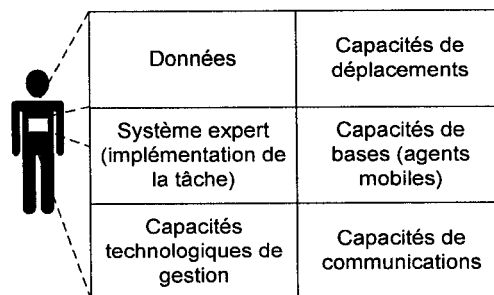 Données
Capacités de
déplacements
Système expert
(implémentation de
la tâche)
Capacités de
bases (agents
mobiles)
Capacités
technologiques de
gestion
Capacités de
communications